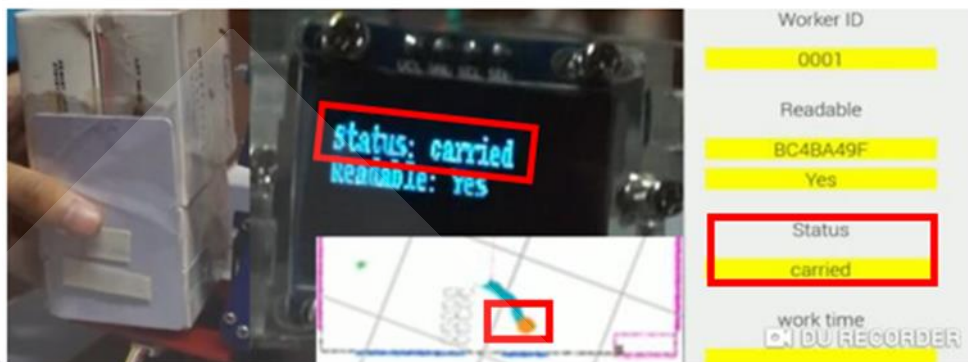 status: carried
Readable: Yes
Worker ID
0001
Readable
BC4BA49F
Yes
Status
carried
work time
DU RECORDER